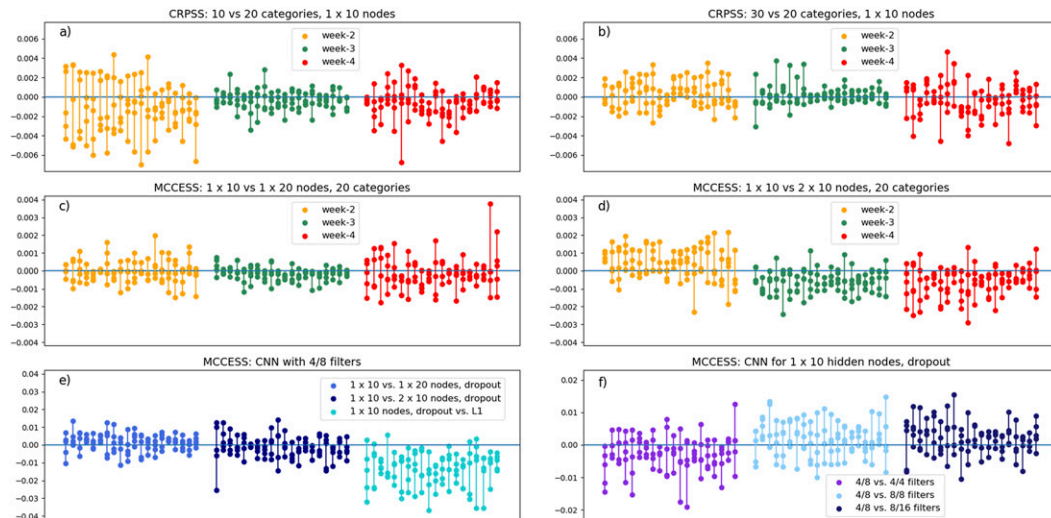 CRPSS: 10 vs 20 categories, 1 x 10 nodes
a)
week-2
week-3
week-4
0.006
0.004
0.002
0.000
−0.002
−0.004
−0.006
CRPSS: 30 vs 20 categories, 1 x 10 nodes
b)
week-2
week-3
week-4
0.006
0.004
0.002
0.000
−0.002
−0.004
−0.006
MCCESS: 1 x 10 vs 1 x 20 nodes, 20 categories
c)
week-2
week-3
week-4
0.004
0.003
0.002
0.001
0.000
−0.001
−0.002
−0.003
−0.004
MCCESS: 1 x 10 vs 2 x 10 nodes, 20 categories
d)
week-2
week-3
week-4
0.004
0.003
0.002
0.001
0.000
−0.001
−0.002
−0.003
−0.004
MCCESS: CNN with 4/8 filters
e)
1 x 10 vs. 1 x 20 nodes, dropout
1 x 10 vs. 2 x 10 nodes, dropout
1 x 10 nodes, dropout vs. L1
0.04
0.03
0.02
0.01
0.00
−0.01
−0.02
−0.03
−0.04
MCCESS: CNN for 1 x 10 hidden nodes, dropout
f)
0.02
0.01
0.00
−0.01
−0.02
4/8 vs. 4/4 filters
4/8 vs. 8/8 filters
4/8 vs. 8/16 filters